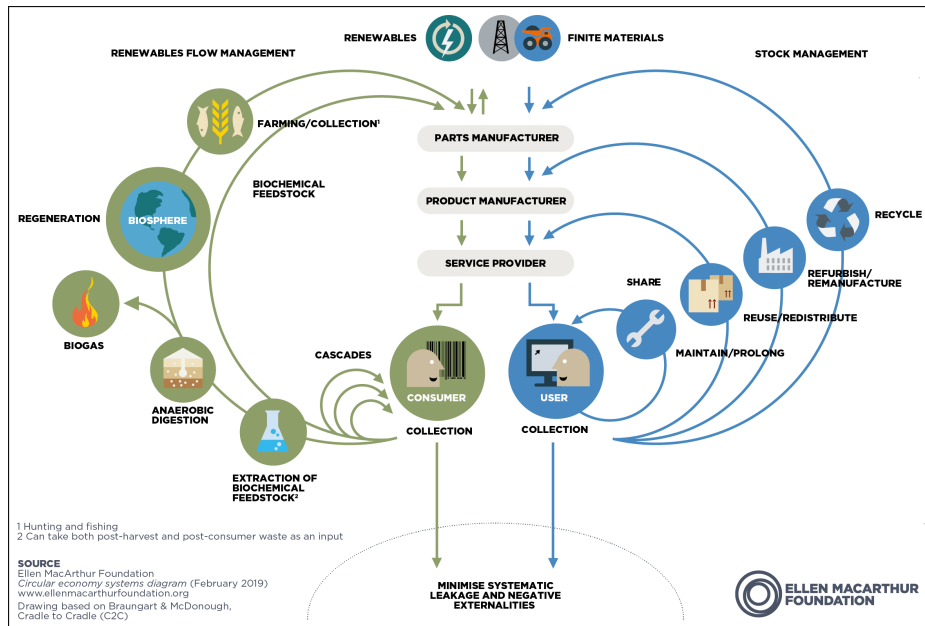 RENEWABLES
FINITE MATERIALS
RENEWABLES FLOW MANAGEMENT
STOCK MANAGEMENT
FARMING/COLLECTION¹
PARTS MANUFACTURER
BIOCHEMICAL
FEEDSTOCK
PRODUCT MANUFACTURER
REGENERATION
BIOSPHERE
RECYCLE
SERVICE PROVIDER
REFURBISH/
REMANUFACTURE
SHARE
REUSE/REDISTRIBUTE
BIOGAS
CASCADES
MAINTAIN/PROLONG
CONSUMER
USER
ANAEROBIC
DIGESTION
COLLECTION
COLLECTION
EXTRACTION OF
BIOCHEMICAL
FEEDSTOCK²
1 Hunting and fishing
2 Can take both post-harvest and post-consumer waste as an input
SOURCE
Ellen MacArthur Foundation
Circular economy systems diagram (February 2019)
www.ellenmacarthurfoundation.org
Drawing based on Braungart & McDonough,
Cradle to Cradle (C2C)
MINIMISE SYSTEMATIC
LEAKAGE AND NEGATIVE
EXTERNALITIES
ELLEN MACARTHUR
FOUNDATION